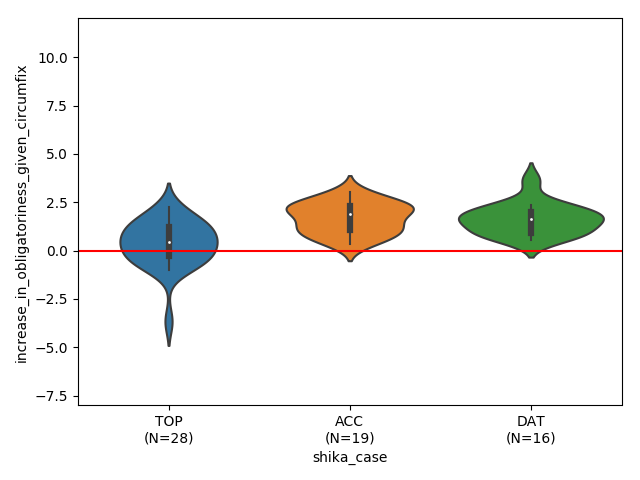 increase_in_obligatoriness_given_circumfix
10.0
7.5
5.0
2.5
0.0
−2.5
−5.0
−7.5
TOP
(N=28)
ACC
(N=19)
DAT
(N=16)
shika_case